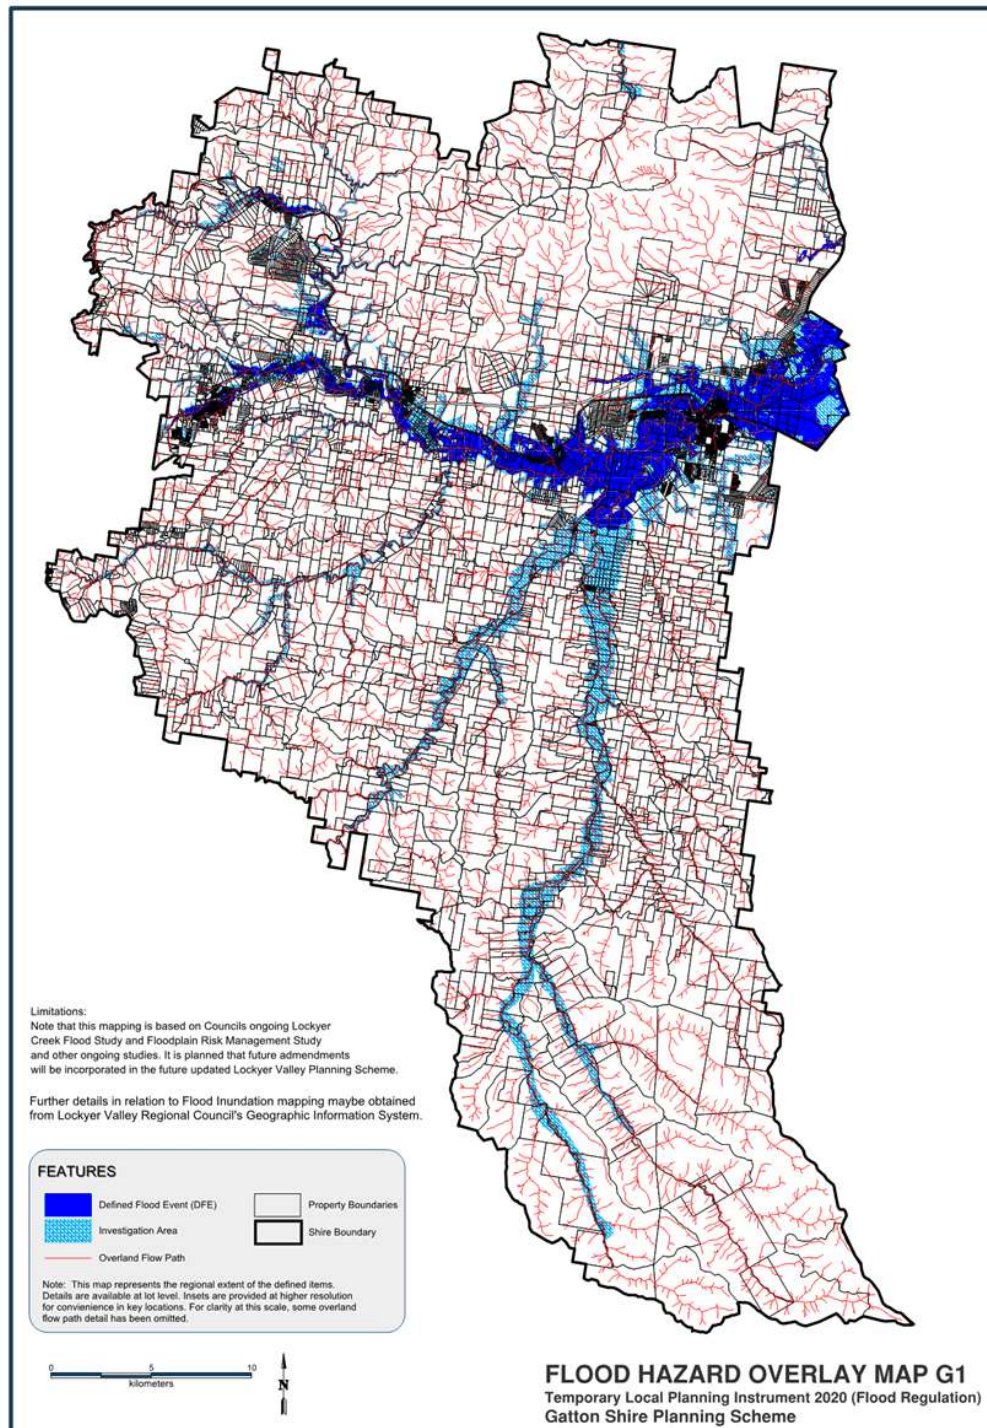 Limitations:
Note that this mapping is based on Councils ongoing Lockyer
Creek Flood Study and Floodplain Risk Management Study
and other ongoing studies. It is planned that future admendments
will be incorporated in the future updated Lockyer Valley Planning Scheme.
Further details in relation to Flood Inundation mapping maybe obtained
from Lockyer Valley Regional Council's Geographic Information System.
FEATURES
Defined Flood Event (DFE)
Property Boundaries
Investigation Area
Shire Boundary
Overland Flow Path
Note: This map represents the regional extent of the defined items.
Details are available at lot level. Insets are provided at higher resolution
for convienience in key locations. For clarity at this scale, some overland
flow path detail has been omitted.
0 5 10
kilometers
N
FLOOD HAZARD OVERLAY MAP G1
Temporary Local Planning Instrument 2020 (Flood Regulation)
Gatton Shire Planning Scheme